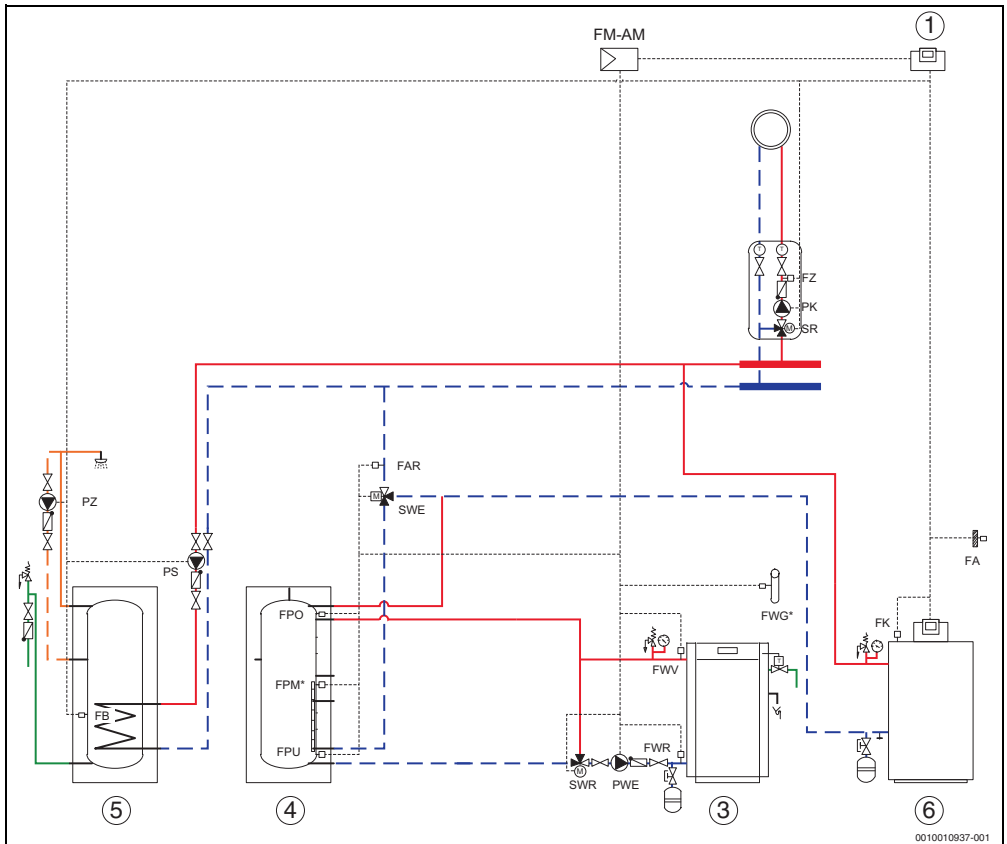 1
FM-AM
T
T
FZ
PK
M
SR
FAR
M
SWE
PZ
PS
FA
FPO
FWG*
FK
T
FPM*
FWV
FB
FPU
FWR
M
SWR
PWE
5
4
3
6
0010010937-001